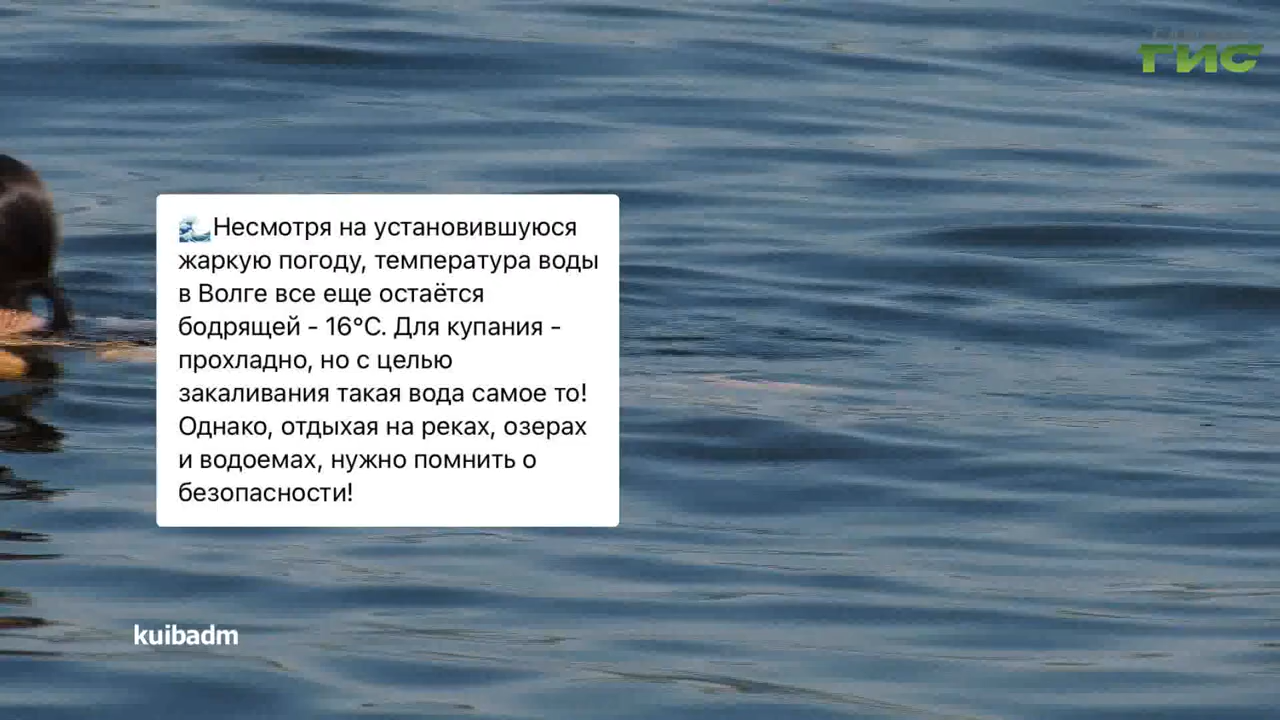 ГИС
🌊Несмотря на установившуюся
жаркую погоду, температура воды
в Волге все еще остаётся
бодрящей - 16°С. Для купания -
прохладно, но с целью
закаливания такая вода самое то!
Однако, отдыхая на реках, озерах
и водоемах, нужно помнить о
безопасности!
kuibadm